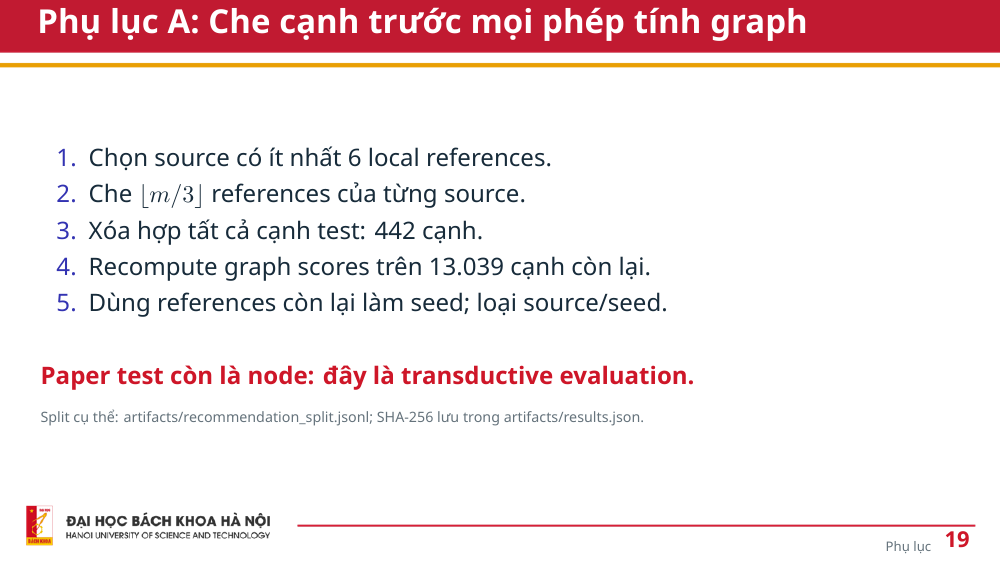 Phụ lục A: Che cạnh trước mọi phép tính graph
1. Chọn source có ít nhất 6 local references.
2. Che ⌊m/3⌋ references của từng source.
3. Xóa hợp tất cả cạnh test: 442 cạnh.
4. Recompute graph scores trên 13.039 cạnh còn lại.
5. Dùng references còn lại làm seed; loại source/seed.
Paper test còn là node: đây là transductive evaluation.
Split cụ thể: artifacts/recommendation_split.jsonl; SHA-256 lưu trong artifacts/results.json.
ĐẠI HỌC BÁCH KHOA HÀ NỘI
HANOI UNIVERSITY OF SCIENCE AND TECHNOLOGY
Phụ lục 19